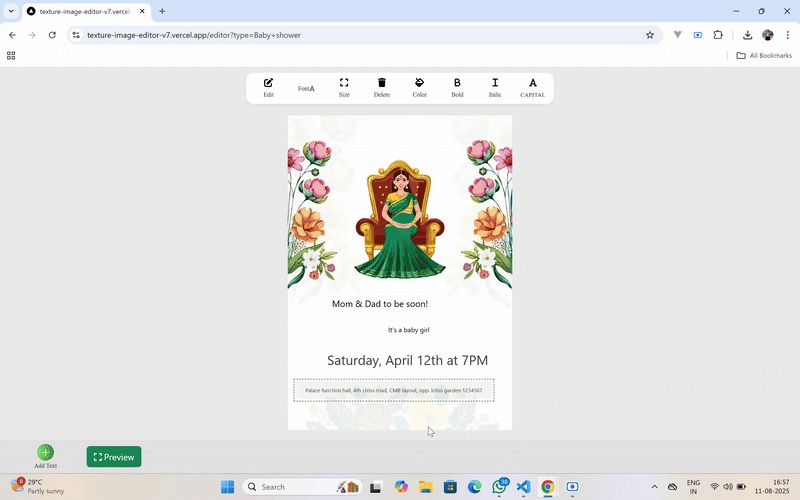 texture-image-editor-v7.vercel.
texture-image-editor-v7.vercel.app/editor?type=Baby+shower
All Bookmarks
Edit
FontA
Size
Delete
Color
Bold
Italic
CAPITAL
Mom & Dad to be soon!
It's a baby girl
Saturday, April 12th at 7PM
Palace function hall, 4th cross road, CMB layout, opp. lotus garden 1234567
Add Text
Preview
29°C
Partly sunny
Search
ENG
IN
16:57
11-08-2025